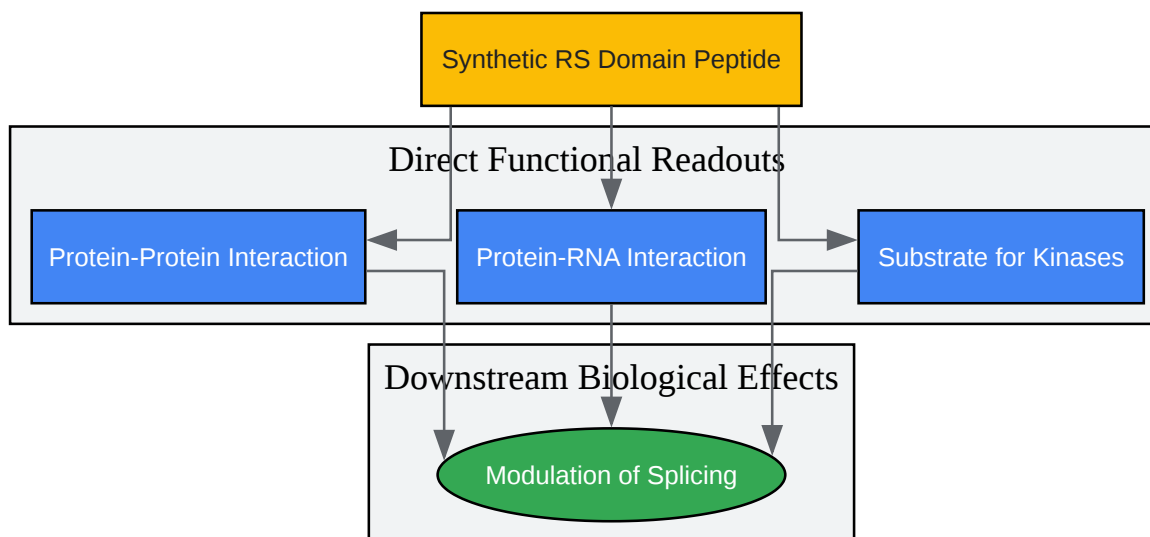 Synthetic RS Domain Peptide
Direct Functional Readouts
Protein-Protein Interaction
Protein-RNA Interaction
Substrate for Kinases
Downstream Biological Effects
Modulation of Splicing